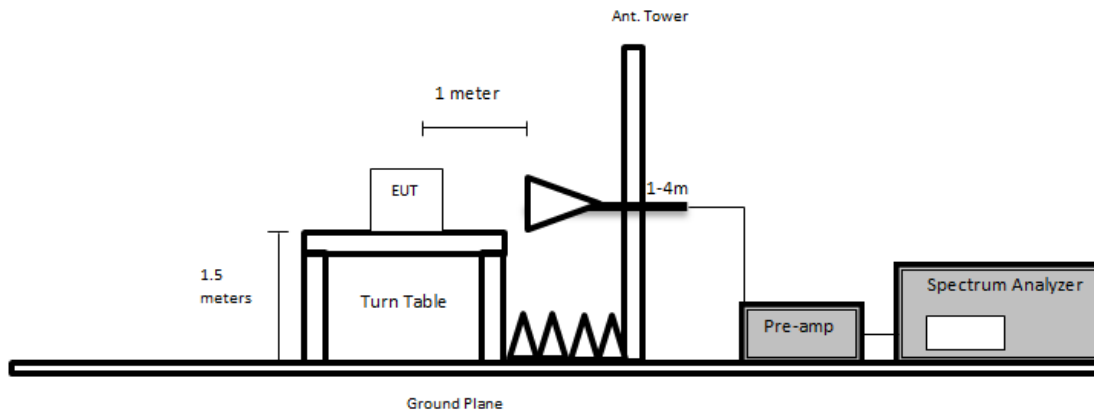 Ant. Tower
1 meter
EUT
1-4m
1.5
meters
Turn Table
Spectrum Analyzer
Pre-amp
Ground Plane